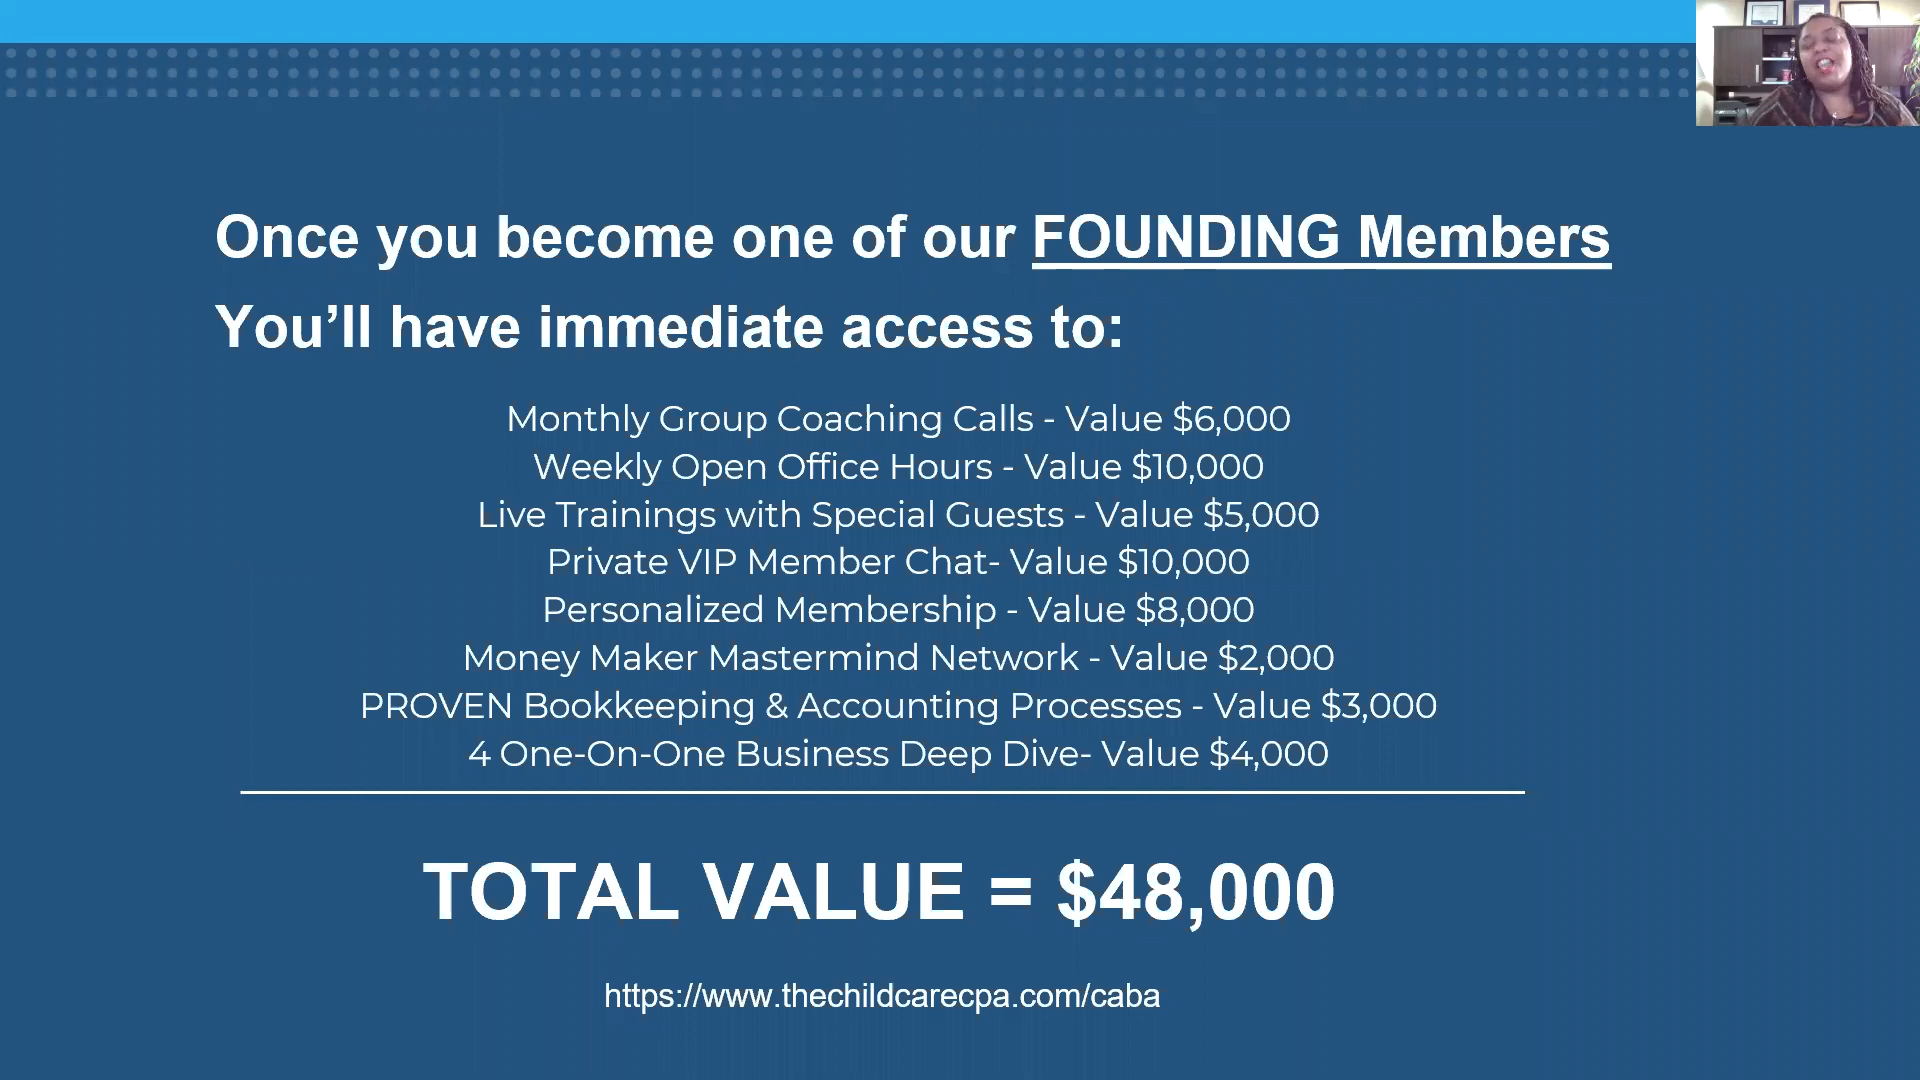 Once you become one of our FOUNDING Members
You’ll have immediate access to:
Monthly Group Coaching Calls - Value $6,000
Weekly Open Office Hours - Value $10,000
Live Trainings with Special Guests - Value $5,000
Private VIP Member Chat- Value $10,000
Personalized Membership - Value $8,000
Money Maker Mastermind Network - Value $2,000
PROVEN Bookkeeping & Accounting Processes - Value $3,000
4 One-On-One Business Deep Dive- Value $4,000
TOTAL VALUE = $48,000
https://www.thechildcarecpa.com/caba